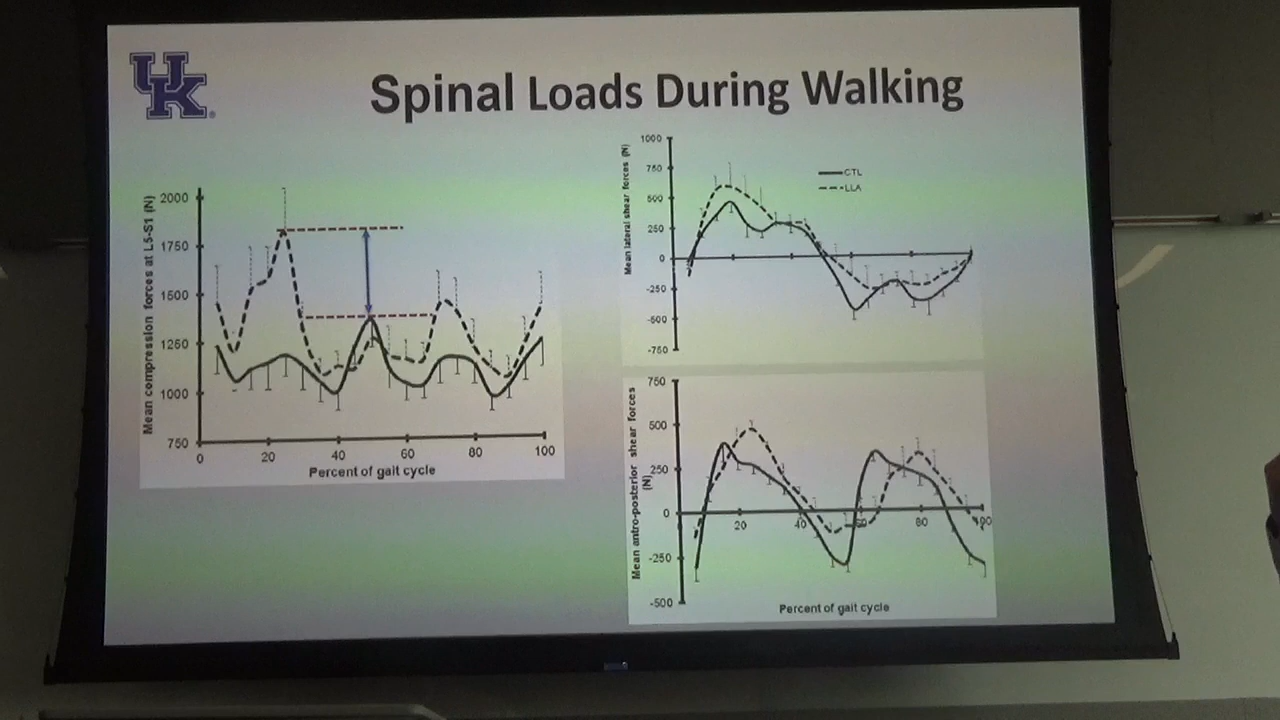 UK
Spinal Loads During Walking
Mean compression forces at L5-S1 (N)
2000
1750
1500
1250
1000
750
0 20 40 60 80 100
Percent of gait cycle
Mean lateral shear forces (N)
1000
750
500
250
0
-250
-500
-750
CTL
LLA
Mean antro-posterior shear forces
(N)
750
500
250
0
-250
-500
20 40 60 80 100
Percent of gait cycle